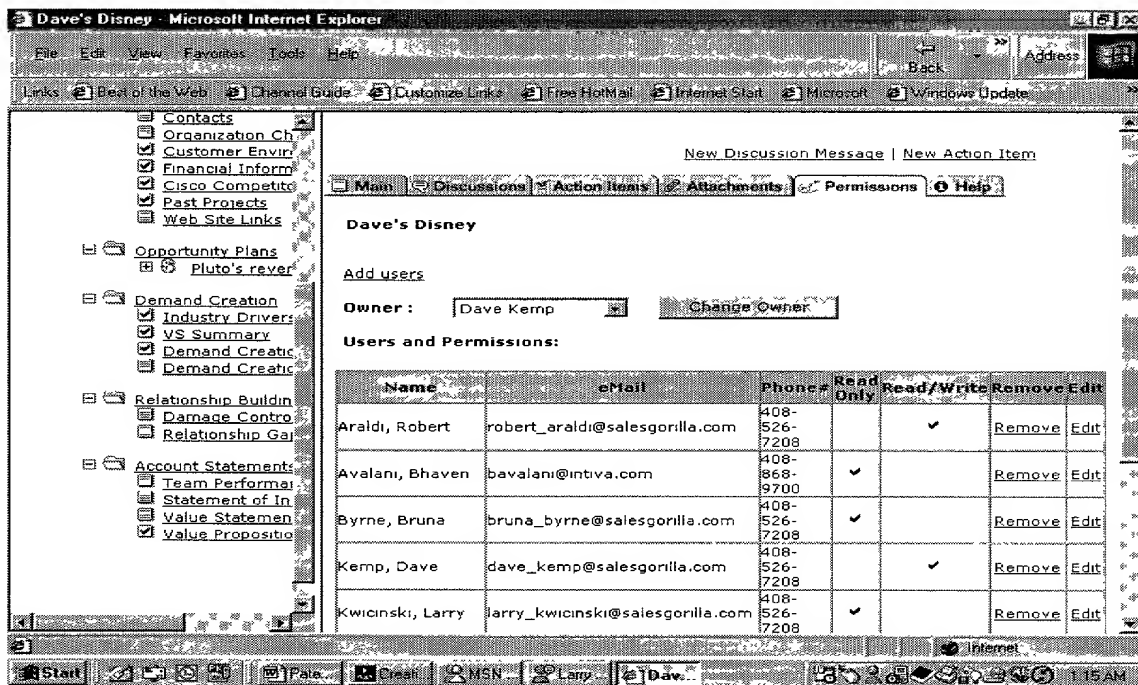 Dave's Disney - Microsoft Internet Explorer
File Edit View Favorites Tools Help
Back
Address
Links Best of the Web Channel Guide Customize Links Free HotMail Internet Start Microsoft Windows Update
Contacts
Organization Ch
Customer Enviri
Financial Inform
Cisco Competito
Past Projects
Web Site Links
Opportunity Plans
Pluto's rever
Demand Creation
Industry Drivers
VS Summary
Demand Creatic
Demand Creatic
Relationship Buildin
Damage Contro
Relationship Gap
Account Statements
Team Performar
Statement of In
Value Statemen
Value Propositio
New Discussion Message | New Action Item
Main Discussions Action Items Attachments Permissions Help
Dave's Disney
Add users
Owner : Dave Kemp Change Owner
Users and Permissions:
Name eMail Phone# Read Only Read/Write Remove Edit
Araldi, Robert robert_araldi@salesgorilla.com 408-526-7208 Remove Edit
Avalani, Bhaven bavalani@intiva.com 408-868-9700 Remove Edit
Byrne, Bruna bruna_byrne@salesgorilla.com 408-526-7208 Remove Edit
Kemp, Dave dave_kemp@salesgorilla.com 408-526-7208 Remove Edit
Kwicinski, Larry larry_kwicinski@salesgorilla.com 408-526-7208 Remove Edit
Internet
Start Pate... Creati MSN ... Larry ... Dav... 1:15 AM